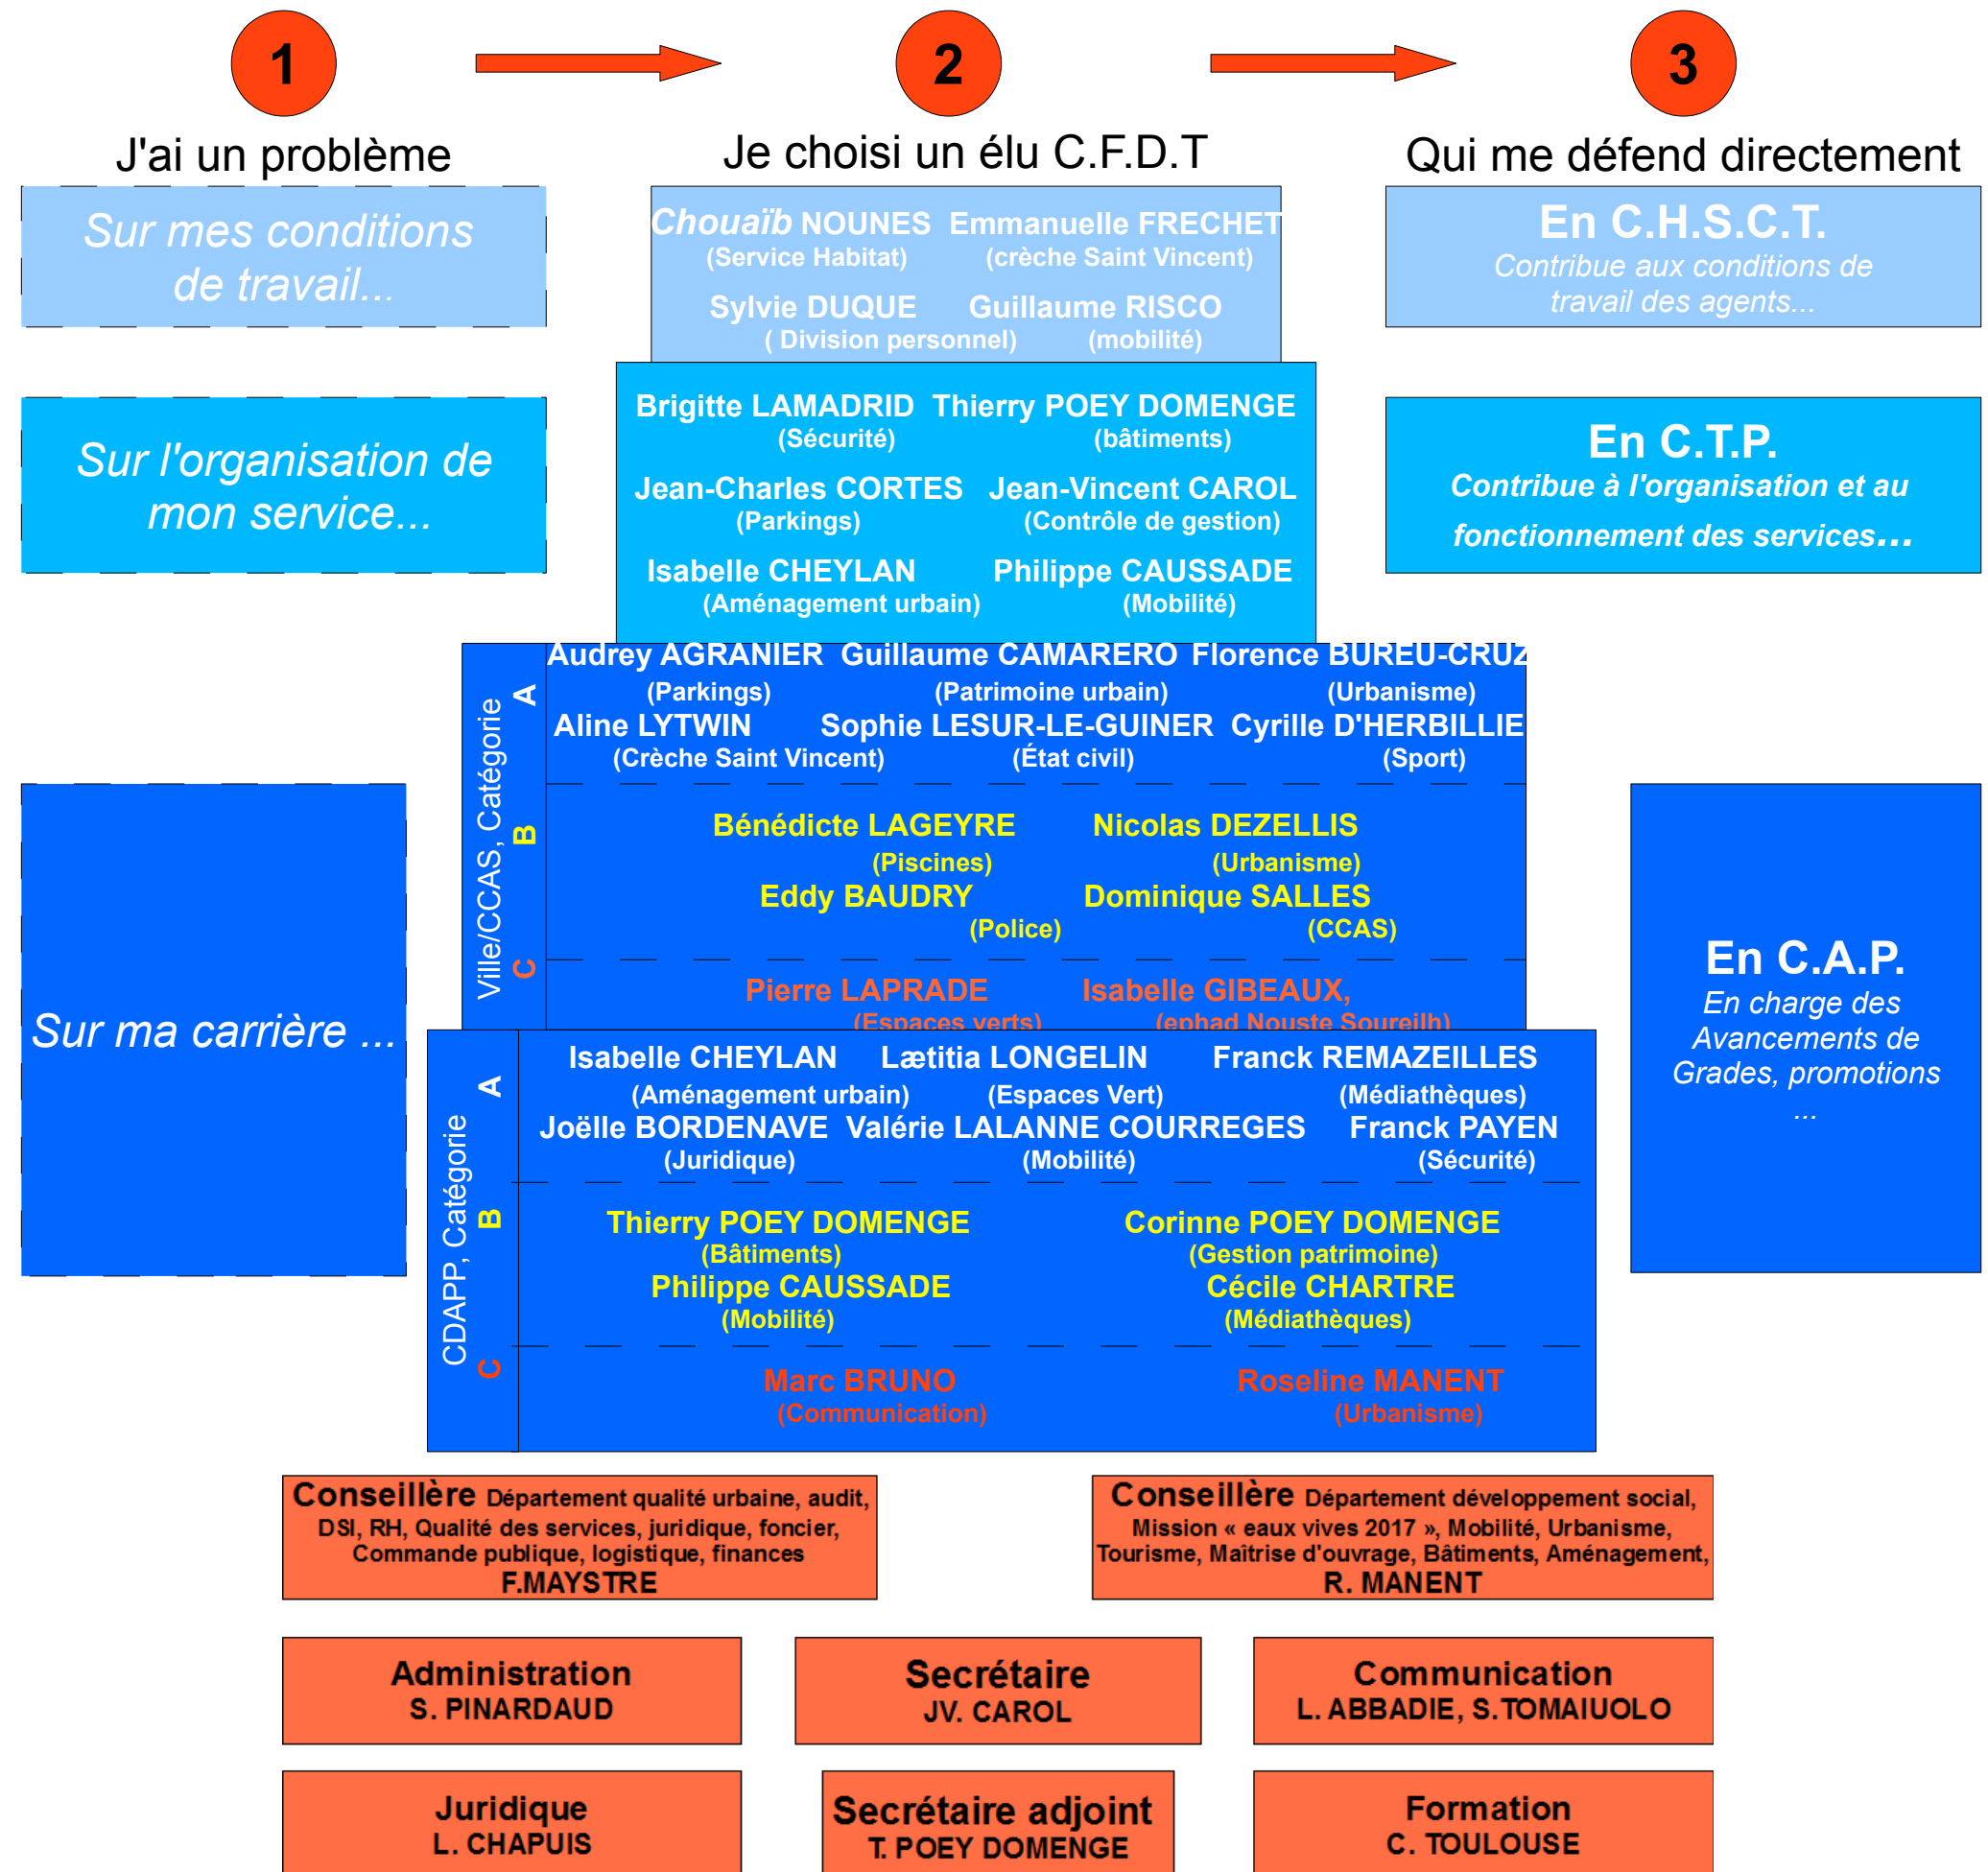 1
2
3
J'ai un problème
Je choisi un élu C.F.D.T
Qui me défend directement
Sur mes conditions
de travail...
Chouaïb NOUNES Emmanuelle FRECHET
(Service Habitat) (crèche Saint Vincent)
Sylvie DUQUE Guillaume RISCO
( Division personnel) (mobilité)
En C.H.S.C.T.
Contribue aux conditions de
travail des agents...
Sur l'organisation de
mon service...
Brigitte LAMADRID Thierry POEY DOMENGE
(Sécurité) (bâtiments)
Jean-Charles CORTES Jean-Vincent CAROL
(Parkings) (Contrôle de gestion)
Isabelle CHEYLAN Philippe CAUSSADE
(Aménagement urbain) (Mobilité)
En C.T.P.
Contribue à l'organisation et au
fonctionnement des services...
Sur ma carrière ...
Ville/CCAS, Catégorie
A
Audrey AGRANIER Guillaume CAMARERO Florence BUREU-CRUZ
(Parkings) (Patrimoine urbain) (Urbanisme)
Aline LYTWIN Sophie LESUR-LE-GUINER Cyrille D'HERBILLIE
(Crèche Saint Vincent) (État civil) (Sport)
B
Bénédicte LAGEYRE Nicolas DEZELLIS
(Piscines) (Urbanisme)
Eddy BAUDRY Dominique SALLES
(Police) (CCAS)
C
Pierre LAPRADE Isabelle GIBEAUX,
(Espaces verts) (ephad Nouste Soureilh)
CDAPP, Catégorie
A
Isabelle CHEYLAN Lætitia LONGELIN Franck REMAZEILLES
(Aménagement urbain) (Espaces Vert) (Médiathèques)
Joëlle BORDENAVE Valérie LALANNE COURREGES Franck PAYEN
(Juridique) (Mobilité) (Sécurité)
B
Thierry POEY DOMENGE Corinne POEY DOMENGE
(Bâtiments) (Gestion patrimoine)
Philippe CAUSSADE Cécile CHARTRE
(Mobilité) (Médiathèques)
C
Marc BRUNO Roseline MANENT
(Communication) (Urbanisme)
En C.A.P.
En charge des
Avancements de
Grades, promotions
...
Conseillère Département qualité urbaine, audit,
DSI, RH, Qualité des services, juridique, foncier,
Commande publique, logistique, finances
F.MAYSTRE
Conseillère Département développement social,
Mission « eaux vives 2017 », Mobilité, Urbanisme,
Tourisme, Maîtrise d'ouvrage, Bâtiments, Aménagement,
R. MANENT
Administration
S. PINARDAUD
Secrétaire
JV. CAROL
Communication
L. ABBADIE, S.TOMAIUOLO
Juridique
L. CHAPUIS
Secrétaire adjoint
T. POEY DOMENGE
Formation
C. TOULOUSE